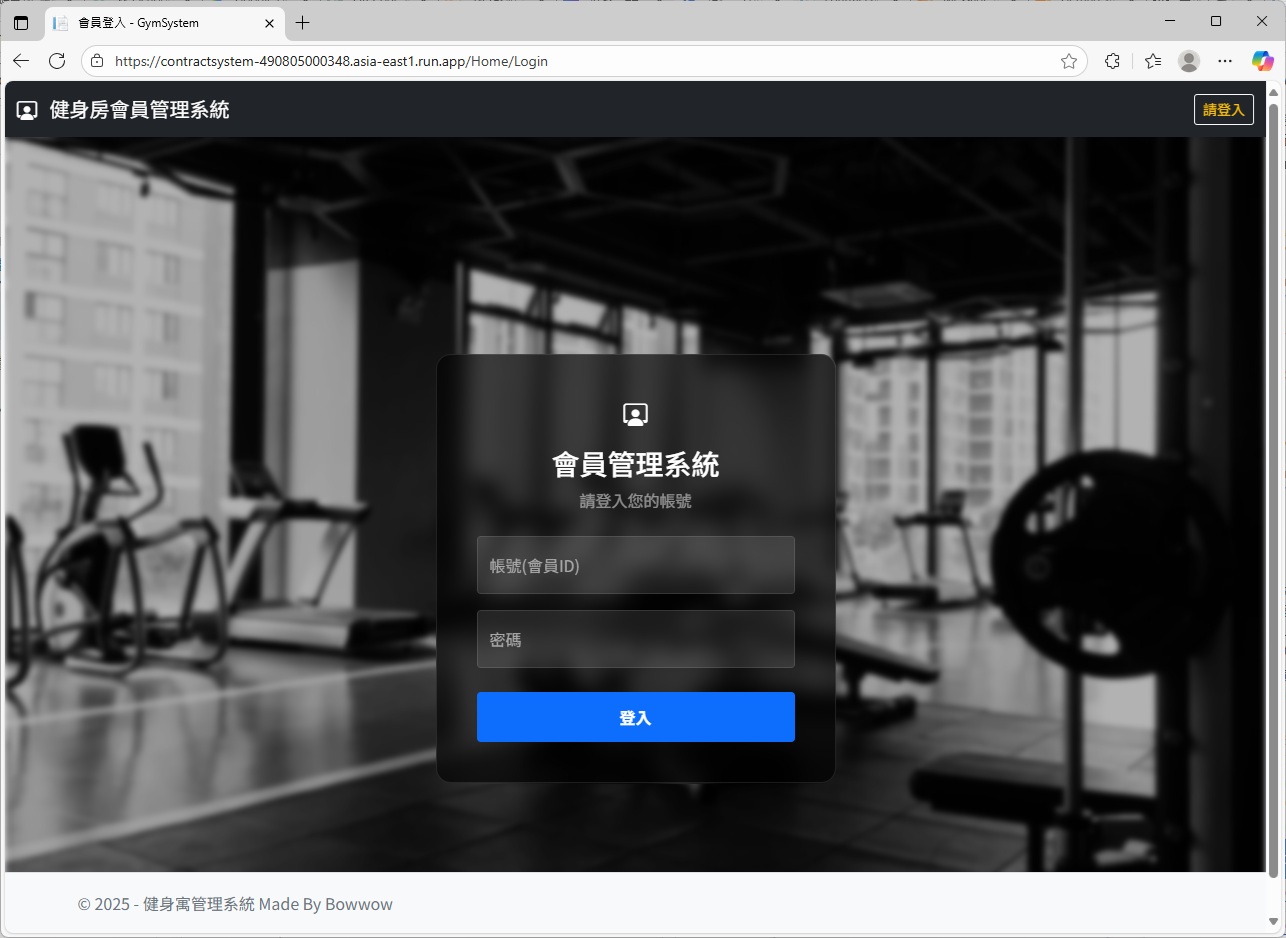 會員登入 - GymSystem
https://contractsystem-490805000348.asia-east1.run.app/Home/Login
健身房會員管理系統
請登入
會員管理系統
請登入您的帳號
帳號(會員ID)
密碼
登入
© 2025 - 健身寓管理系統 Made By Bowwow